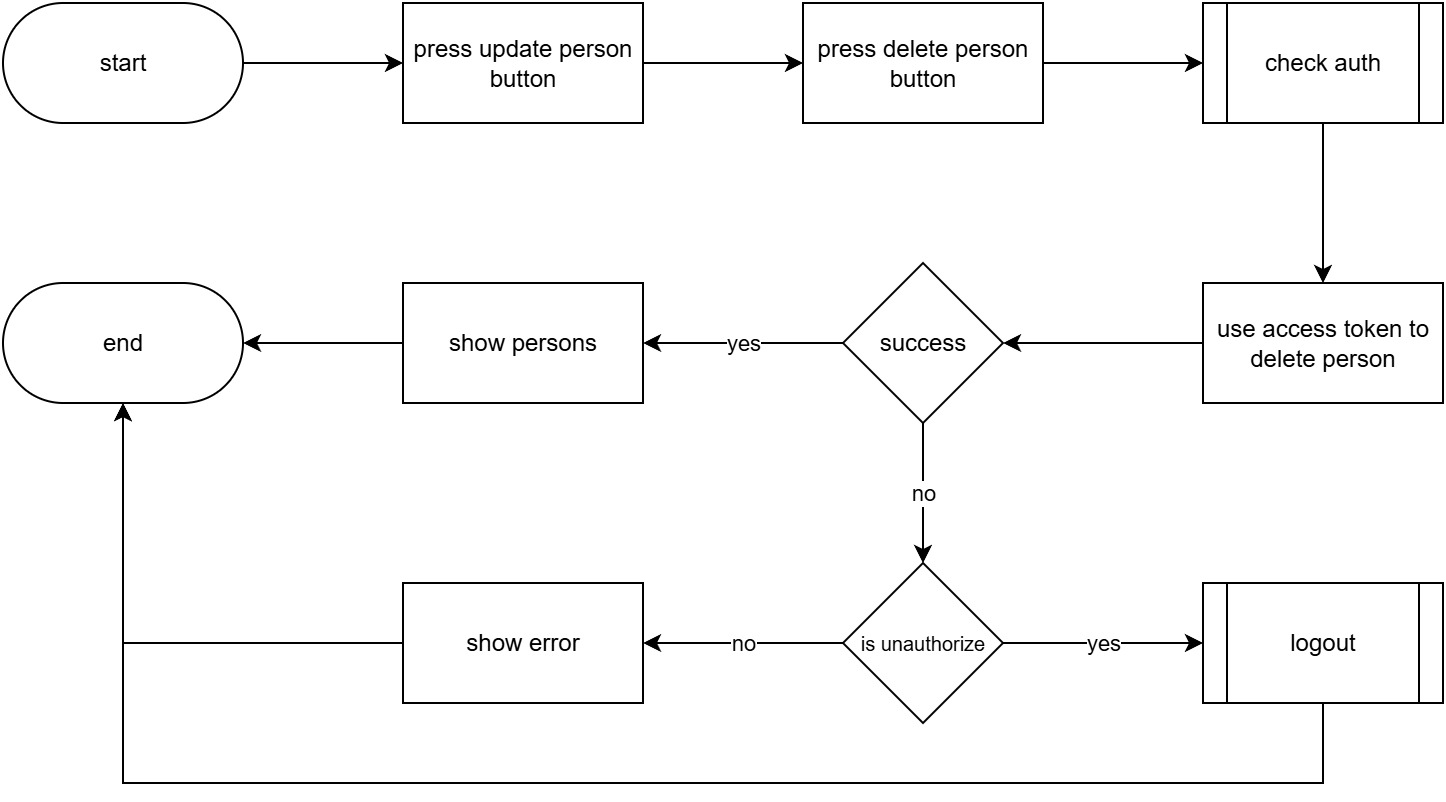 start
press update person
button
press delete person
button
check auth
end
show persons
yes
success
use access token to
delete person
no
show error
no
is unauthorize
yes
logout